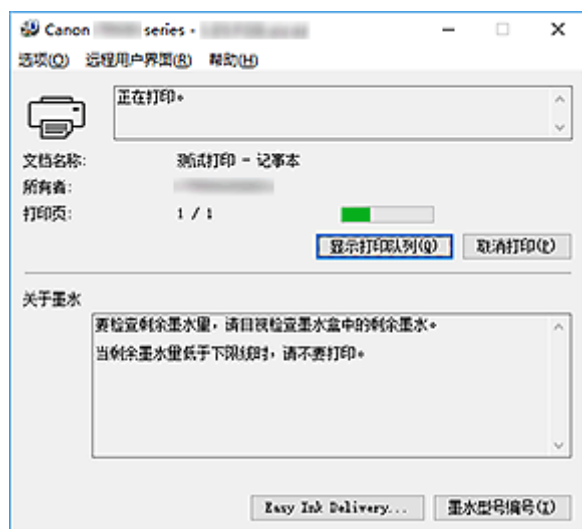 Canon series -
选项(O) 远程用户界面(R) 帮助(H)
正在打印。
文档名称: 测试打印 - 记事本
所有者:
打印页: 1 / 1
显示打印队列(Q) 取消打印(P)
关于墨水
要检查剩余墨水量，请目视检查墨水盒中的剩余墨水。
当剩余墨水量低于下限线时，请不要打印。
Easy Ink Delivery... 墨水型号编号(I)